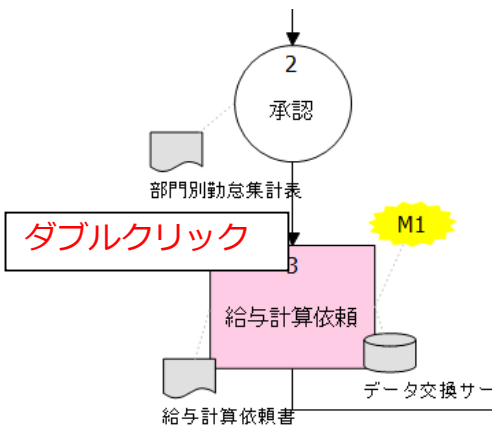 2
承認
部門別勤怠集計表
ダブルクリック
M1
3
給与計算依頼
データ交換サー
給与計算依頼書